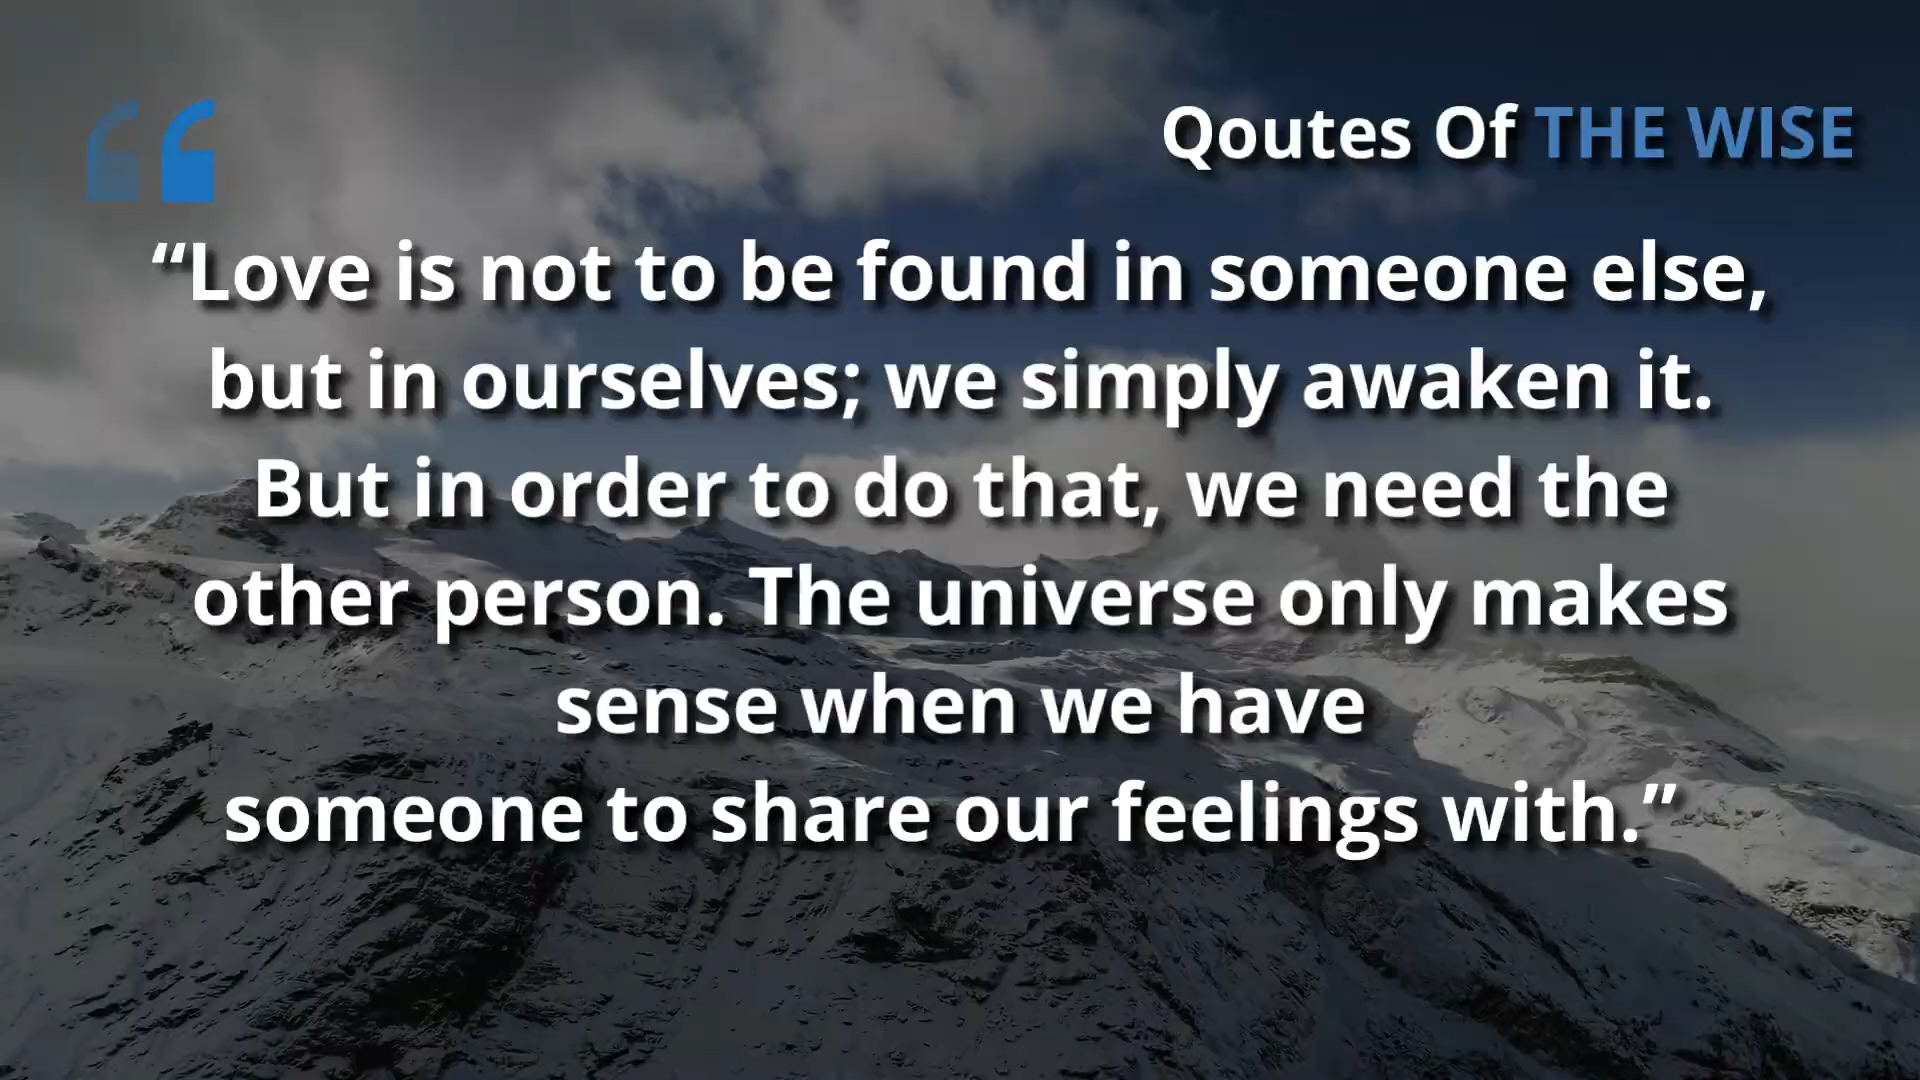 Qoutes Of THE WISE
“Love is not to be found in someone else,
but in ourselves; we simply awaken it.
But in order to do that, we need the
other person. The universe only makes
sense when we have
someone to share our feelings with.”